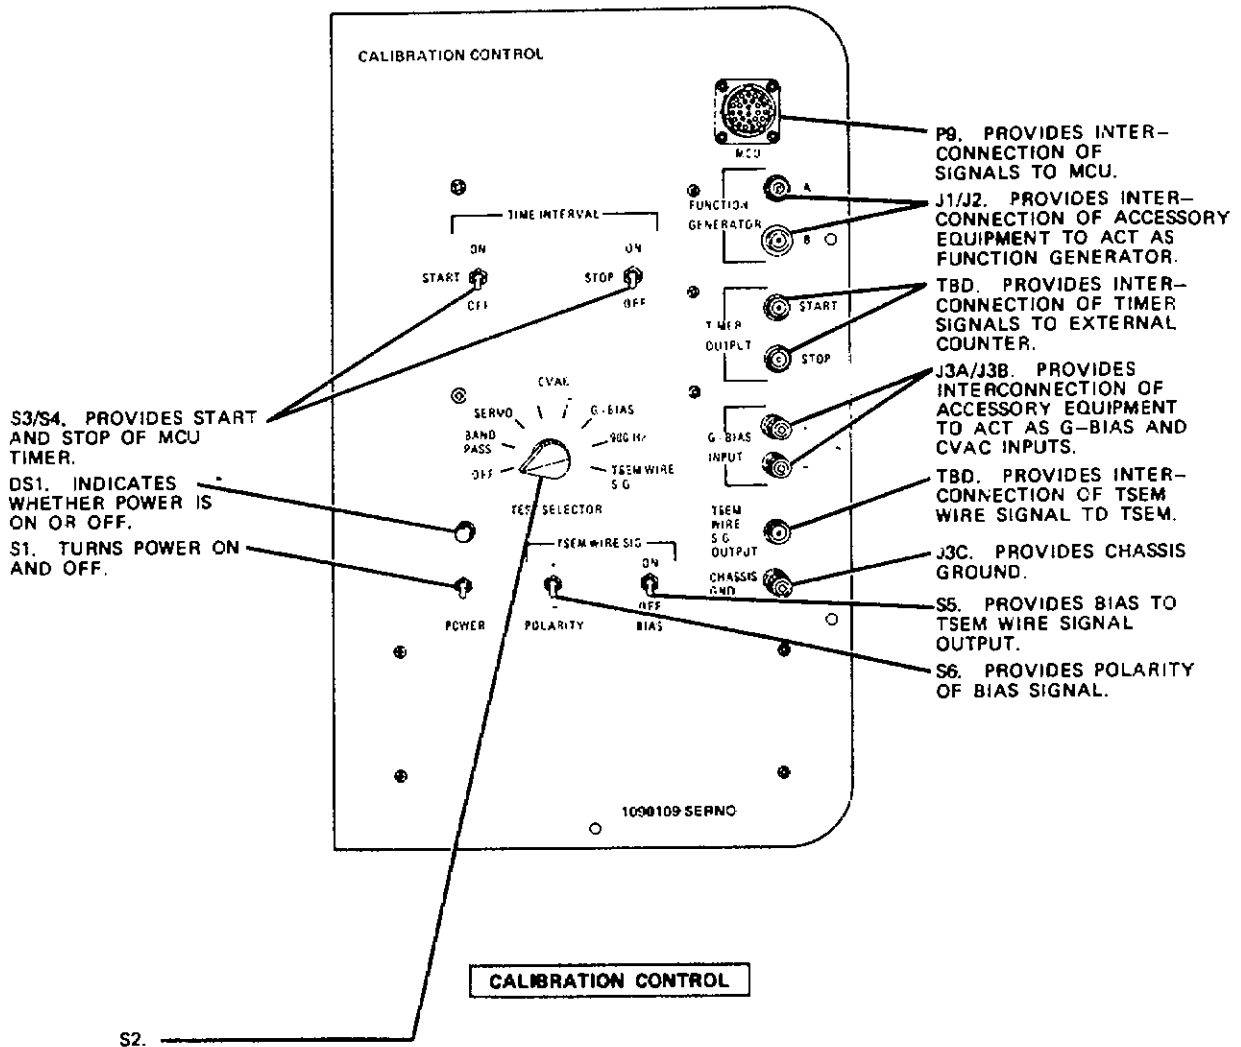 CALIBRATION CONTROL
MCU
A
FUNCTION
GENERATOR
B
TIME INTERVAL
ON
ON
START
STOP
OFF
OFF
START
TIMER
OUTPUT
STOP
CVAC
SERVO
G-BIAS
BAND
PASS
OFF
TSEM WIRE
SIG
TEST SELECTOR
G-BIAS
INPUT
-
TSEM
WIRE
SIG
OUTPUT
TSEM WIRE SIG
ON
OFF
CHASSIS
GND
POWER
POLARITY
BIAS
1090109 SERNO
P9. PROVIDES INTER-
CONNECTION OF
SIGNALS TO MCU.
J1/J2. PROVIDES INTER-
CONNECTION OF ACCESSORY
EQUIPMENT TO ACT AS
FUNCTION GENERATOR.
TBD. PROVIDES INTER-
CONNECTION OF TIMER
SIGNALS TO EXTERNAL
COUNTER.
J3A/J3B. PROVIDES
INTERCONNECTION OF
ACCESSORY EQUIPMENT
TO ACT AS G-BIAS AND
CVAC INPUTS.
TBD. PROVIDES INTER-
CONNECTION OF TSEM
WIRE SIGNAL TO TSEM.
J3C. PROVIDES CHASSIS
GROUND.
S5. PROVIDES BIAS TO
TSEM WIRE SIGNAL
OUTPUT.
S6. PROVIDES POLARITY
OF BIAS SIGNAL.
S3/S4. PROVIDES START
AND STOP OF MCU
TIMER.
DS1. INDICATES
WHETHER POWER IS
ON OR OFF.
S1. TURNS POWER ON
AND OFF.
CALIBRATION CONTROL
S2.